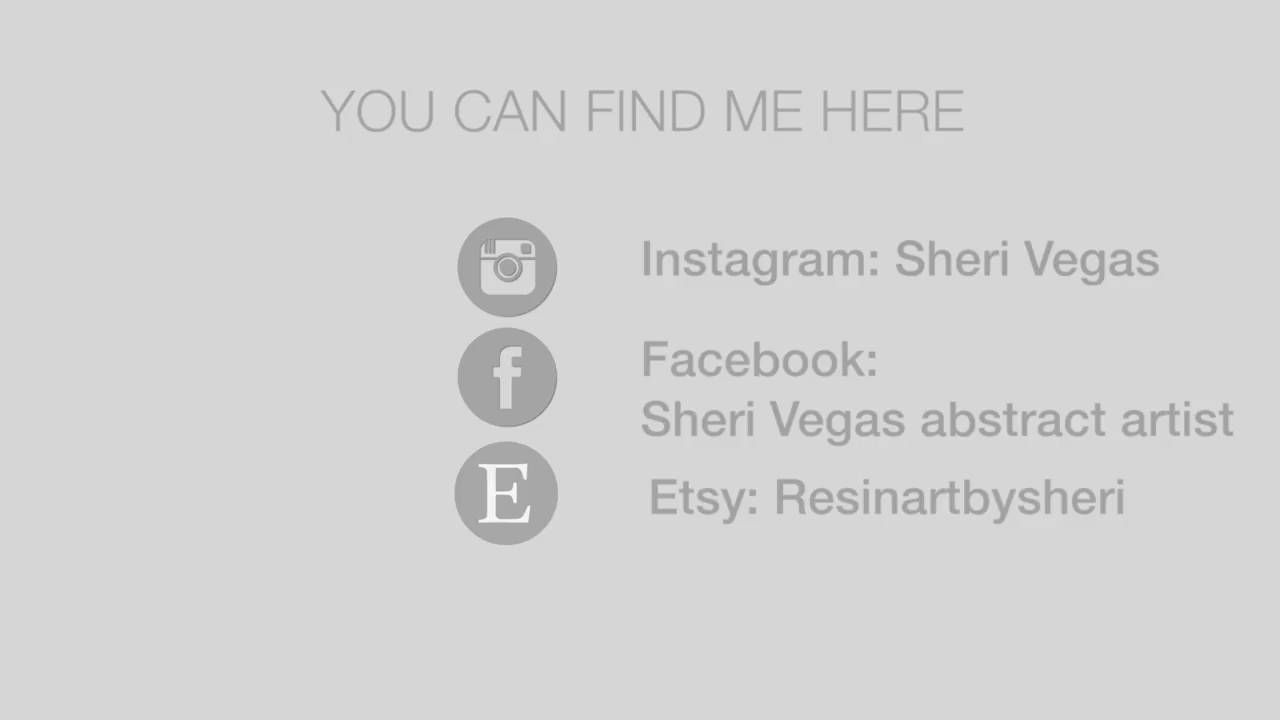 YOU CAN FIND ME HERE
Instagram: Sheri Vegas
Facebook:
Sheri Vegas abstract artist
Etsy: Resinartbysheri